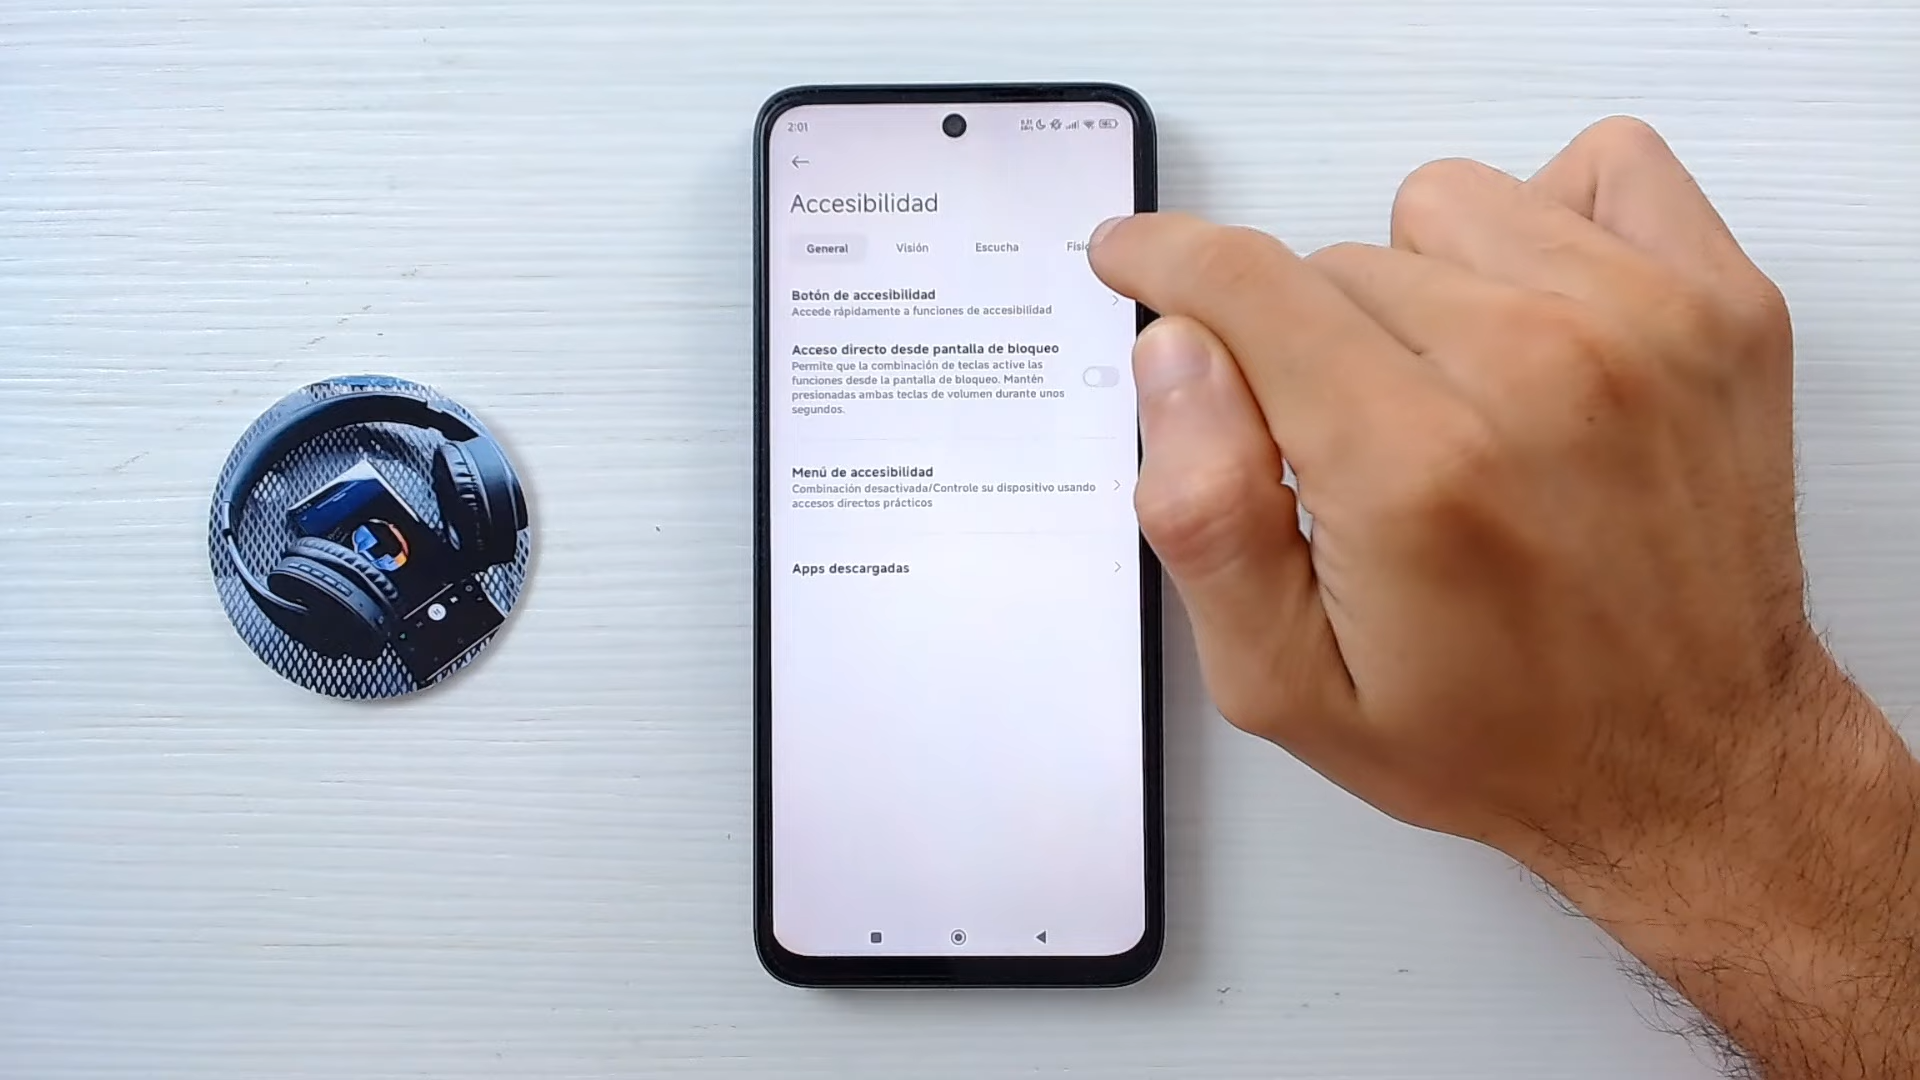 2:01
Accesibilidad
General Visión Escucha
Botón de accesibilidad
Accede rápidamente a funciones de accesibilidad
Acceso directo desde pantalla de bloqueo
Permite que la combinación de teclas active las
funciones desde la pantalla de bloqueo. Mantén
presionadas ambas teclas de volumen durante unos
segundos.
Menú de accesibilidad
Combinación desactivada/Controle su dispositivo usando
accesos directos prácticos
Apps descargadas